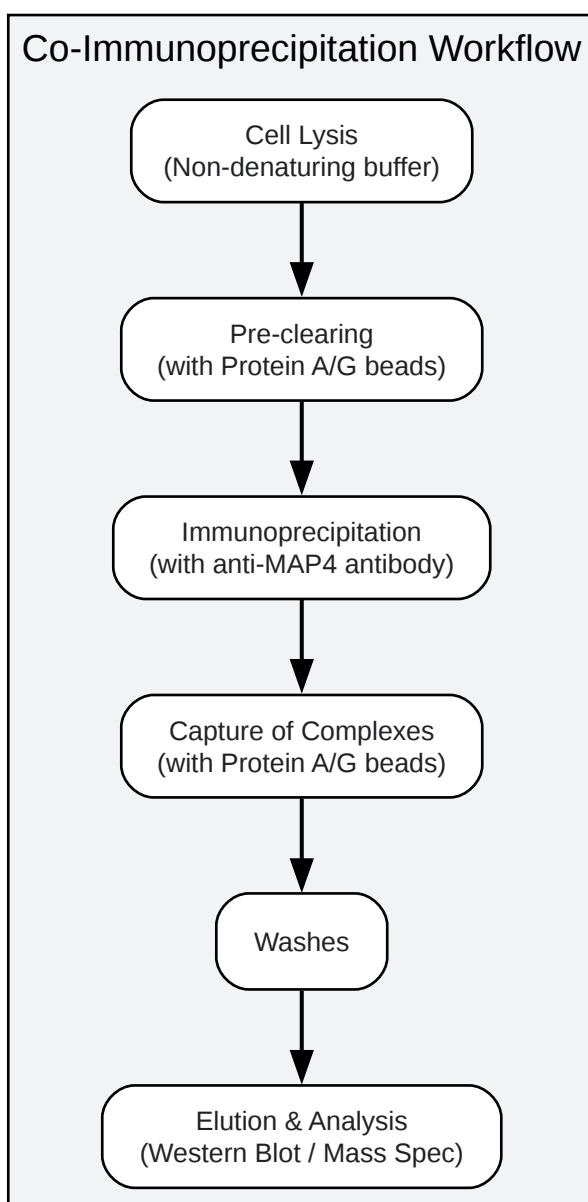 Co-Immunoprecipitation Workflow
Cell Lysis
(Non-denaturing buffer)
Pre-clearing
(with Protein A/G beads)
Immunoprecipitation
(with anti-MAP4 antibody)
Capture of Complexes
(with Protein A/G beads)
Washes
Elution & Analysis
(Western Blot / Mass Spec)